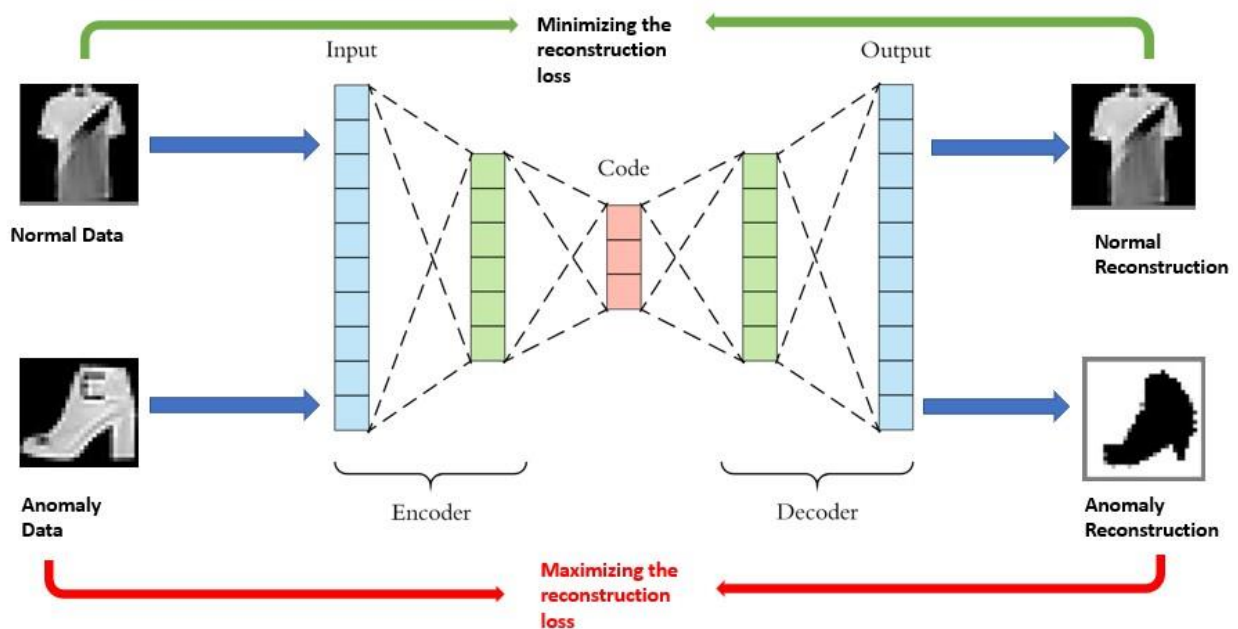 Minimizing the
reconstruction
loss
Input
Output
Normal Data
Code
Normal
Reconstruction
Anomaly
Data
Encoder
Decoder
Anomaly
Reconstruction
Maximizing the
reconstruction
loss